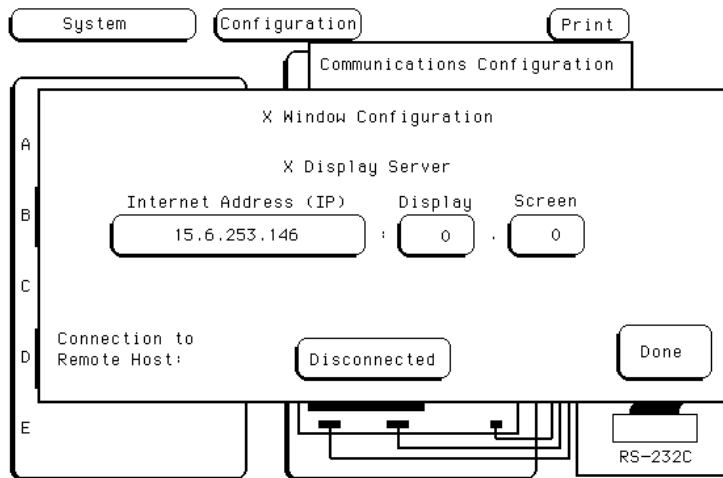 System Configuration Print
Communications Configuration
X Window Configuration
A
X Display Server
Internet Address (IP) Display Screen
B
15.6.253.146 : 0 . 0
C
Connection to
Remote Host: Disconnected Done
D
E
RS-232C